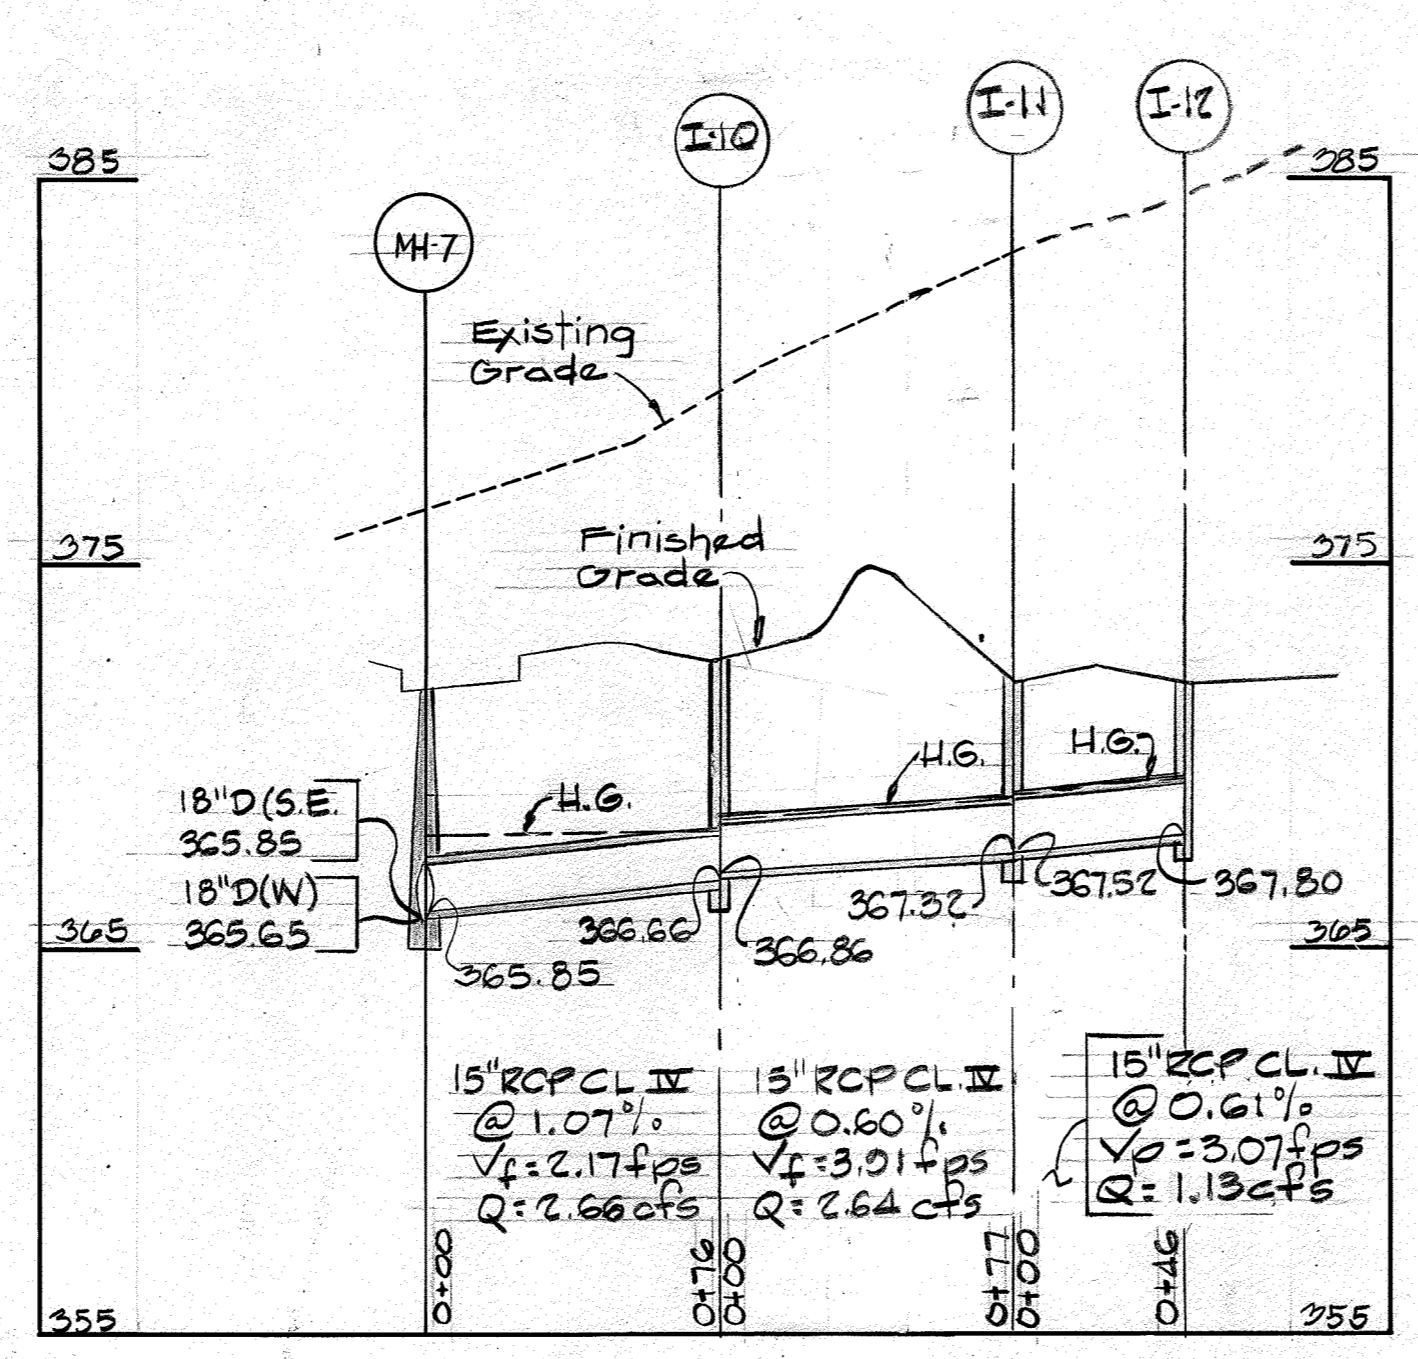 I-10
I-11
I-12
MH-7
385
385
Existing
Grade
375
375
Finished
Grade
H.G.
H.G.
H.G.
18"D(S.E.
365.85
18"D(W)
365.65
365
365
365.85
366.66
366.86
367.32
367.52
367.80
15"RCP CL IV
@ 1.07%
Vf=2.17fps
Q=2.66cfs
15"RCP CL.IV
@ 0.60%
Q=2.64 cfs
15"RCP CL.IV
@ 0.61%
Vp=3.07fps
Q=1.13cfs
0+00
0+76
0+00
0+77
0+00
0+46
355
355